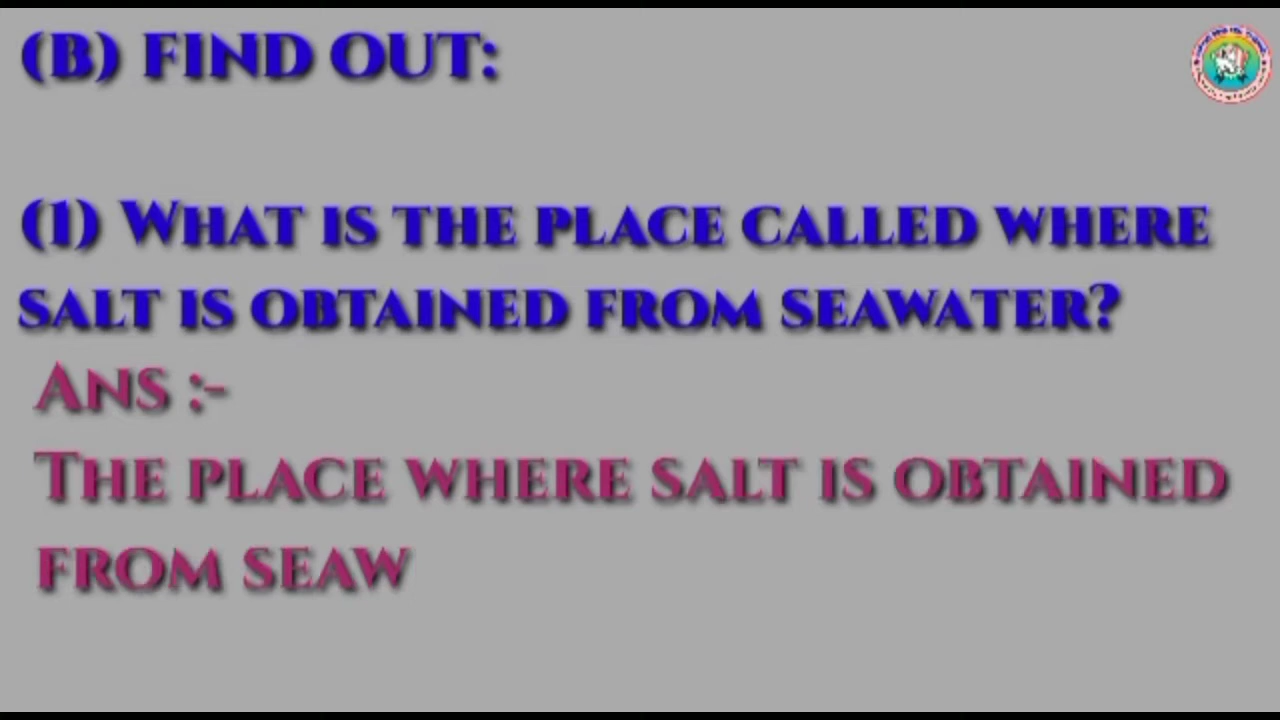 (B) FIND OUT:
(1) WHAT IS THE PLACE CALLED WHERE
SALT IS OBTAINED FROM SEAWATER?
ANS :-
THE PLACE WHERE SALT IS OBTAINED
FROM SEAW